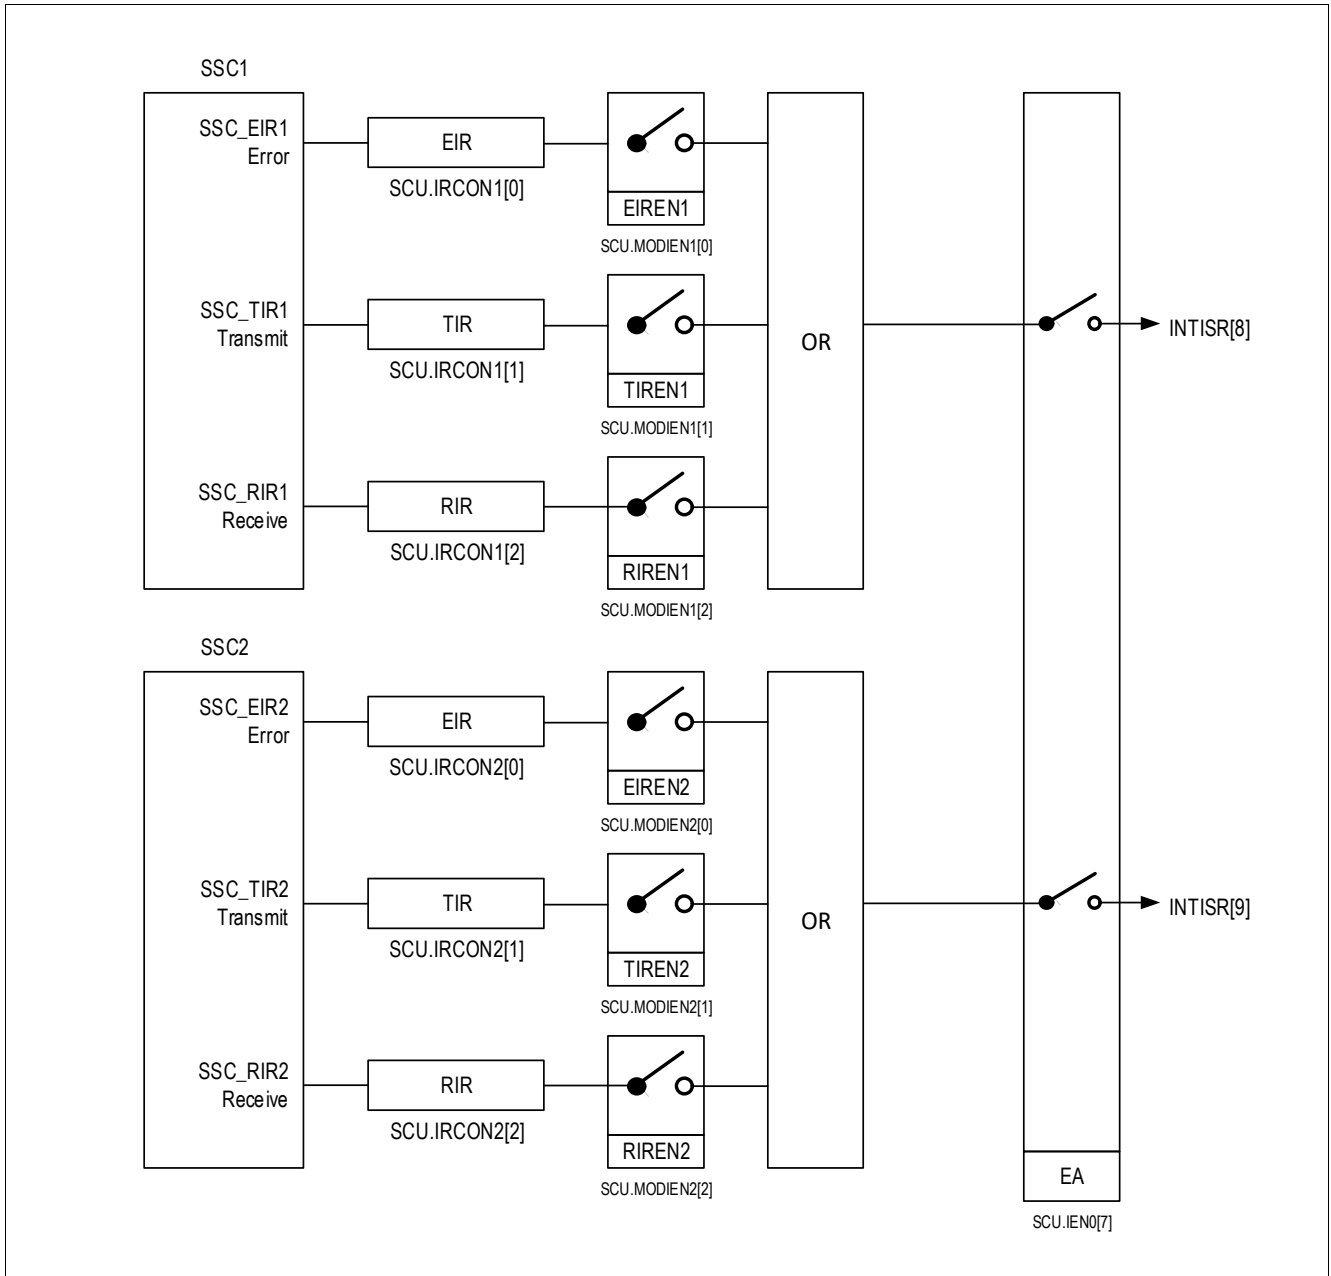 SSC1
SSC_EIR1
Error
EIR
SCU.IRCON1[0]
EIREN1
SCU.MODIEN1[0]
SSC_TIR1
Transmit
TIR
SCU.IRCON1[1]
TIREN1
SCU.MODIEN1[1]
OR
INTISR[8]
SSC_RIR1
Receive
RIR
SCU.IRCON1[2]
RIREN1
SCU.MODIEN1[2]
SSC2
SSC_EIR2
Error
EIR
SCU.IRCON2[0]
EIREN2
SCU.MODIEN2[0]
SSC_TIR2
Transmit
TIR
SCU.IRCON2[1]
TIREN2
SCU.MODIEN2[1]
OR
INTISR[9]
SSC_RIR2
Receive
RIR
SCU.IRCON2[2]
RIREN2
SCU.MODIEN2[2]
EA
SCU.IEN0[7]